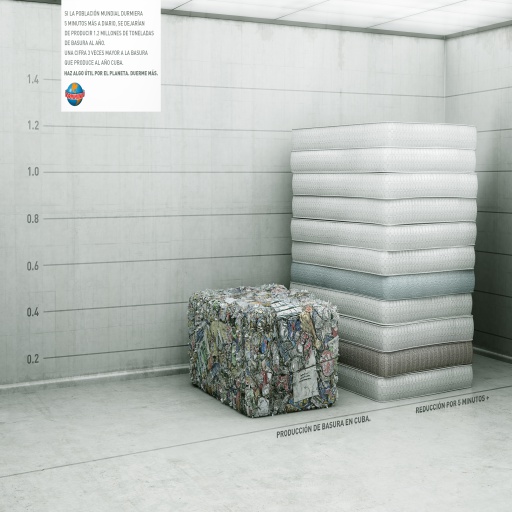 SI LA POBLACIÓN MUNDIAL DURMIERA
5 MINUTOS MÁS A DIARIO, SE DEJARÍAN
DE PRODUCIR 1,2 MILLONES DE TONELADAS
DE BASURA AL AÑO.
UNA CIFRA 3 VECES MAYOR A LA BASURA
QUE PRODUCE AL AÑO CUBA.
HAZ ALGO ÚTIL POR EL PLANETA. DUERME MÁS.
1.4
1.2
1.0
0.8
0.6
0.4
0.2
PRODUCCIÓN DE BASURA EN CUBA.
REDUCCIÓN POR 5 MINUTOS +